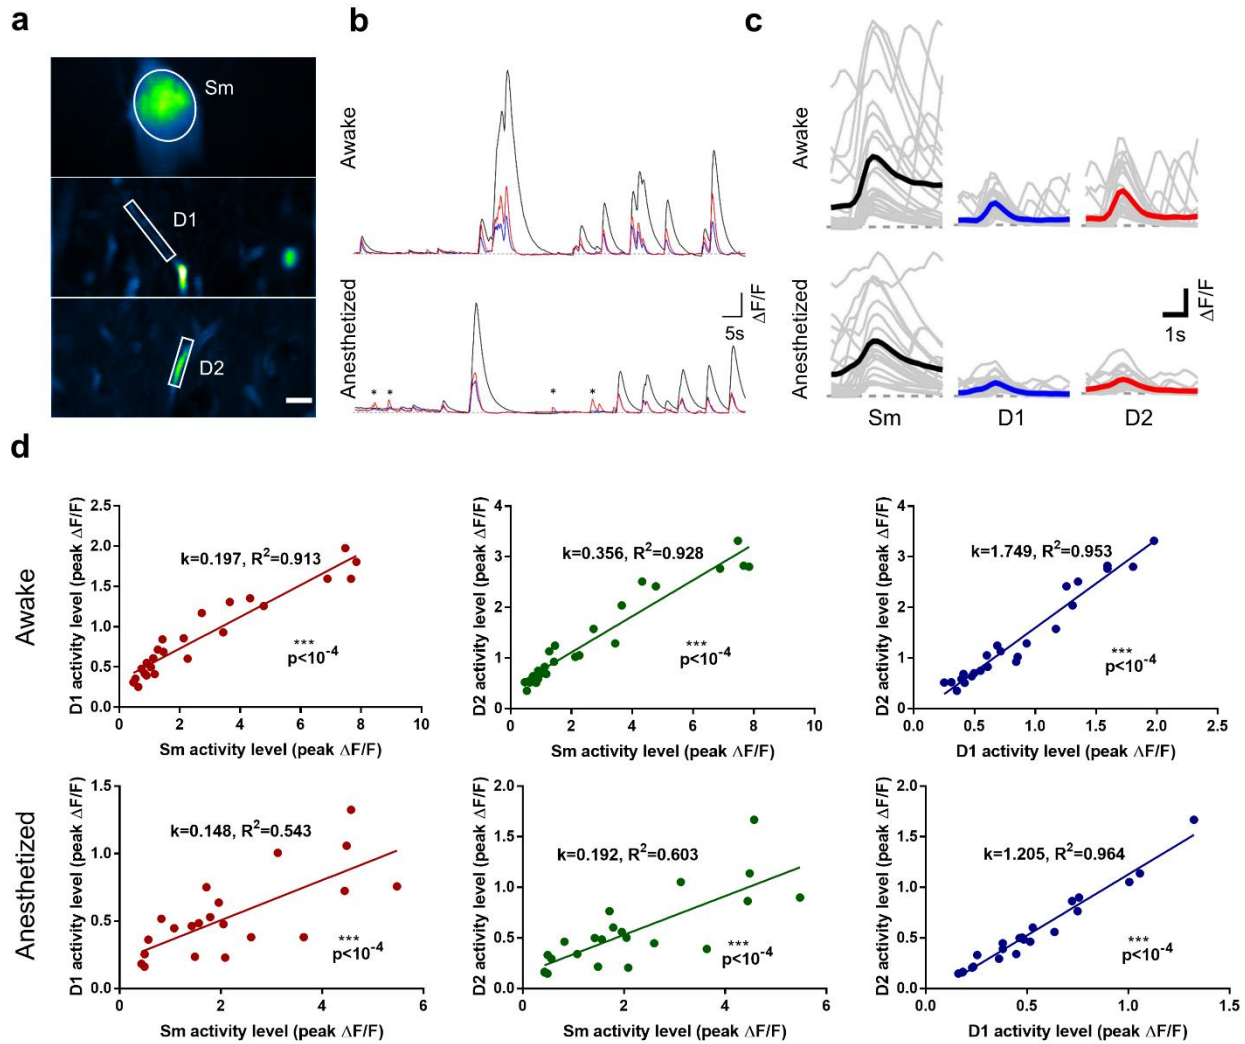 a
Sm
D1
D2
b
Awake
Anesthetized
* * * *
5s
ΔF/F
c
Awake
Anesthetized
1s
ΔF/F
Sm D1 D2
d
Awake
D1 activity level (peak ΔF/F)
2.5
2.0
1.5
1.0
0.5
0.0
k=0.197, R²=0.913
***
p<10⁻⁴
0 2 4 6 8 10
Sm activity level (peak ΔF/F)
D2 activity level (peak ΔF/F)
4
3
2
1
0
k=0.356, R²=0.928
***
p<10⁻⁴
0 2 4 6 8 10
Sm activity level (peak ΔF/F)
D2 activity level (peak ΔF/F)
4
3
2
1
0
k=1.749, R²=0.953
***
p<10⁻⁴
0.0 0.5 1.0 1.5 2.0 2.5
D1 activity level (peak ΔF/F)
Anesthetized
D1 activity level (peak ΔF/F)
1.5
1.0
0.5
0.0
k=0.148, R²=0.543
***
p<10⁻⁴
0 2 4 6
Sm activity level (peak ΔF/F)
D2 activity level (peak ΔF/F)
2.0
1.5
1.0
0.5
0.0
k=0.192, R²=0.603
***
p<10⁻⁴
0 2 4 6
Sm activity level (peak ΔF/F)
D2 activity level (peak ΔF/F)
2.0
1.5
1.0
0.5
0.0
k=1.205, R²=0.964
***
p<10⁻⁴
0.0 0.5 1.0 1.5
D1 activity level (peak ΔF/F)